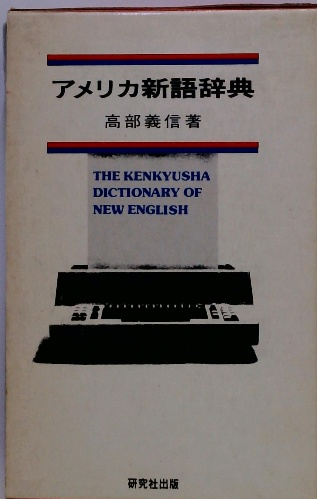 アメリカ新語辞典
高部義信著
THE KENKYUSHA
DICTIONARY OF
NEW ENGLISH
研究社出版